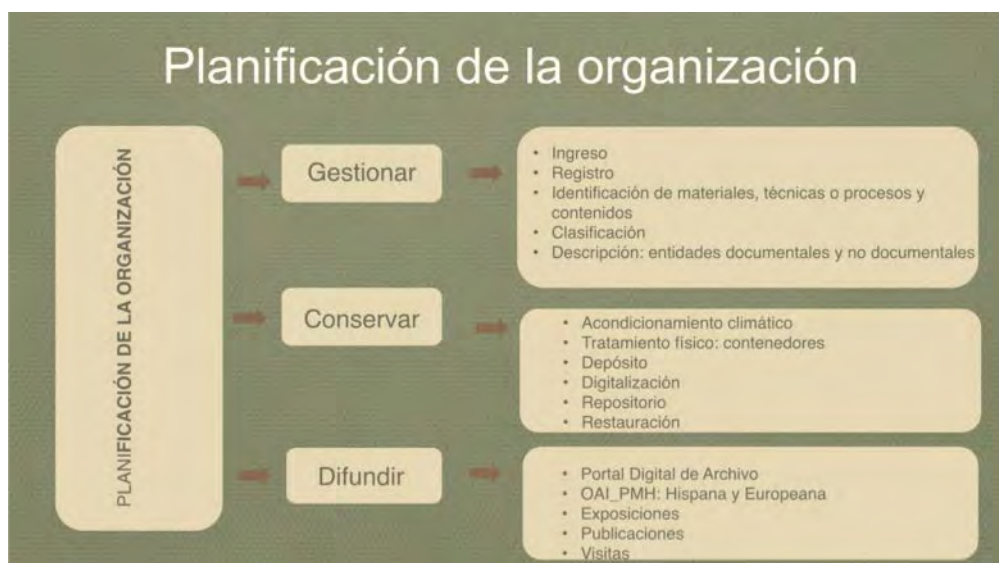 Planificación de la organización
PLANIFICACIÓN DE LA ORGANIZACIÓN
Gestionar
• Ingreso
• Registro
• Identificación de materiales, técnicas o procesos y
contenidos
• Clasificación
• Descripción: entidades documentales y no documentales
Conservar
• Acondicionamiento climático
• Tratamiento físico: contenedores
• Depósito
• Digitalización
• Repositorio
• Restauración
Difundir
• Portal Digital de Archivo
• OAI_PMH: Hispana y Europeana
• Exposiciones
• Publicaciones
• Visitas